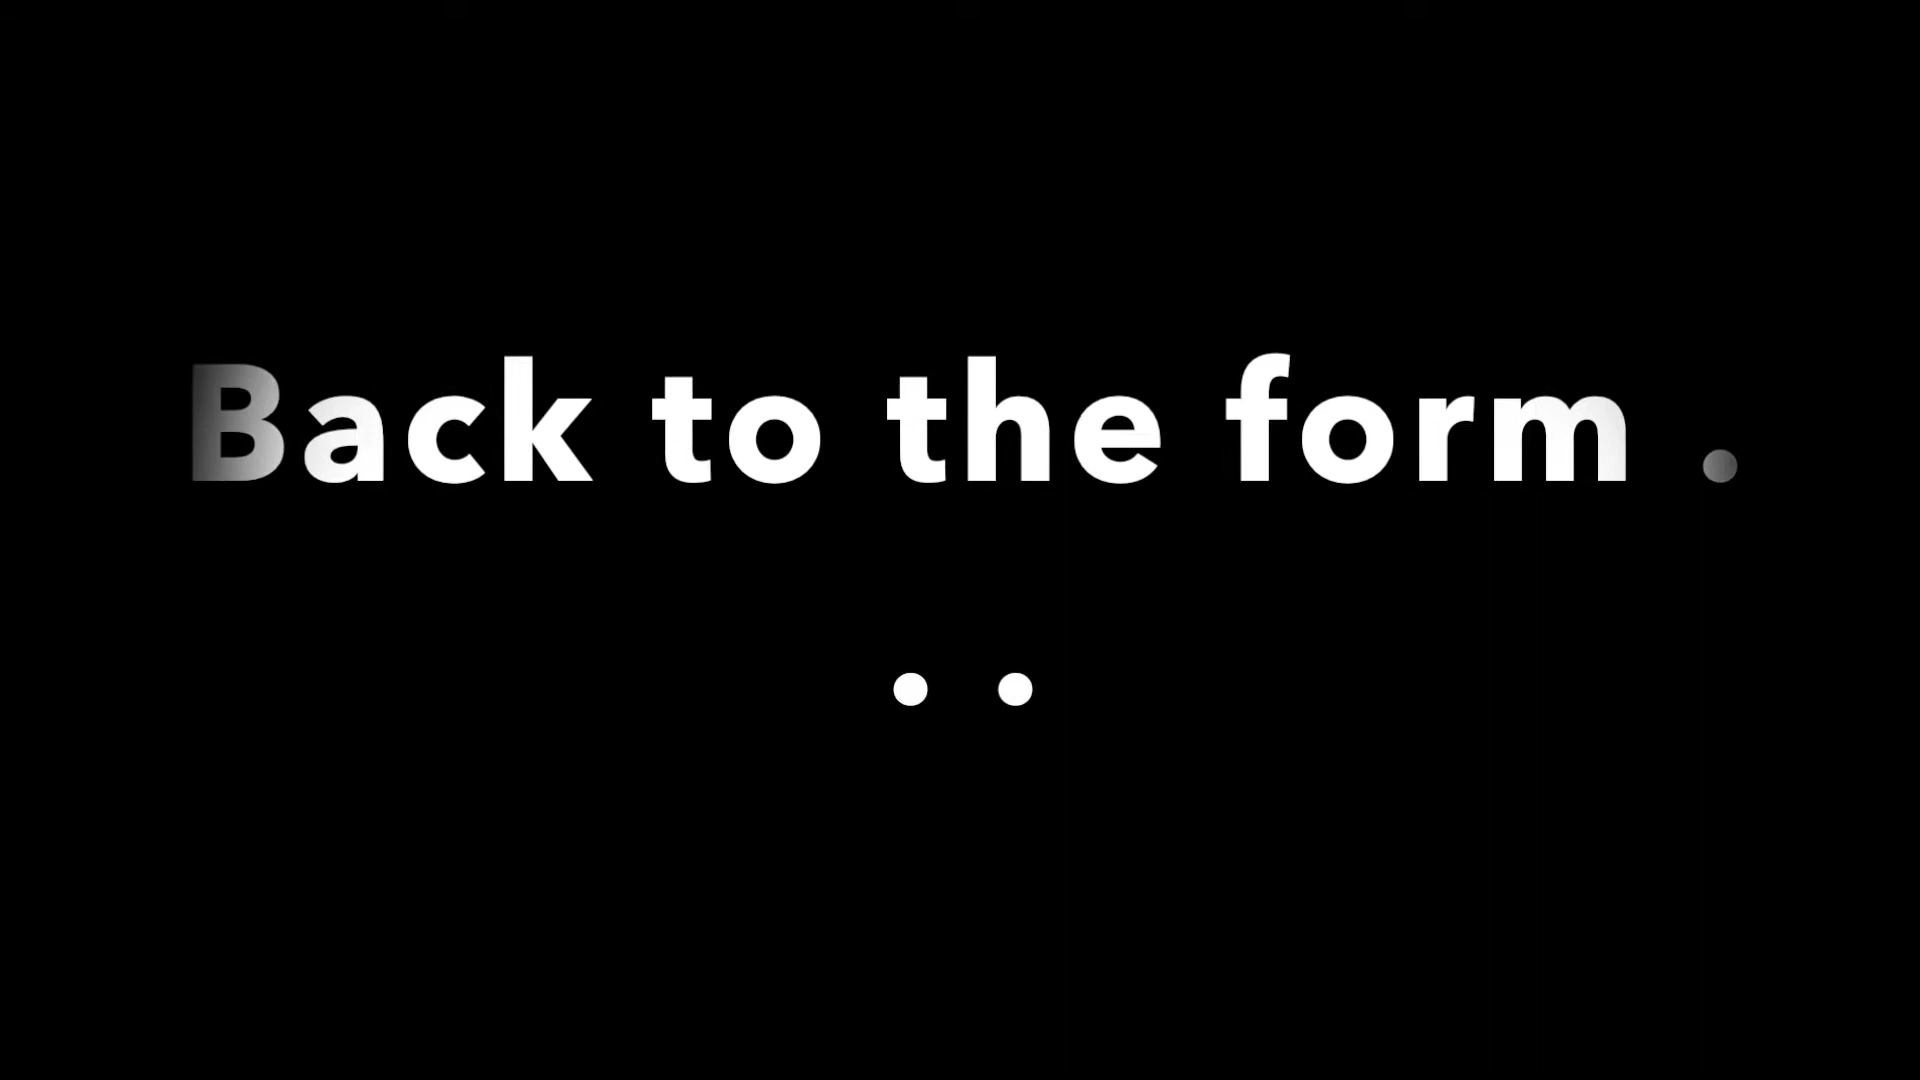 Back to the form .
. .